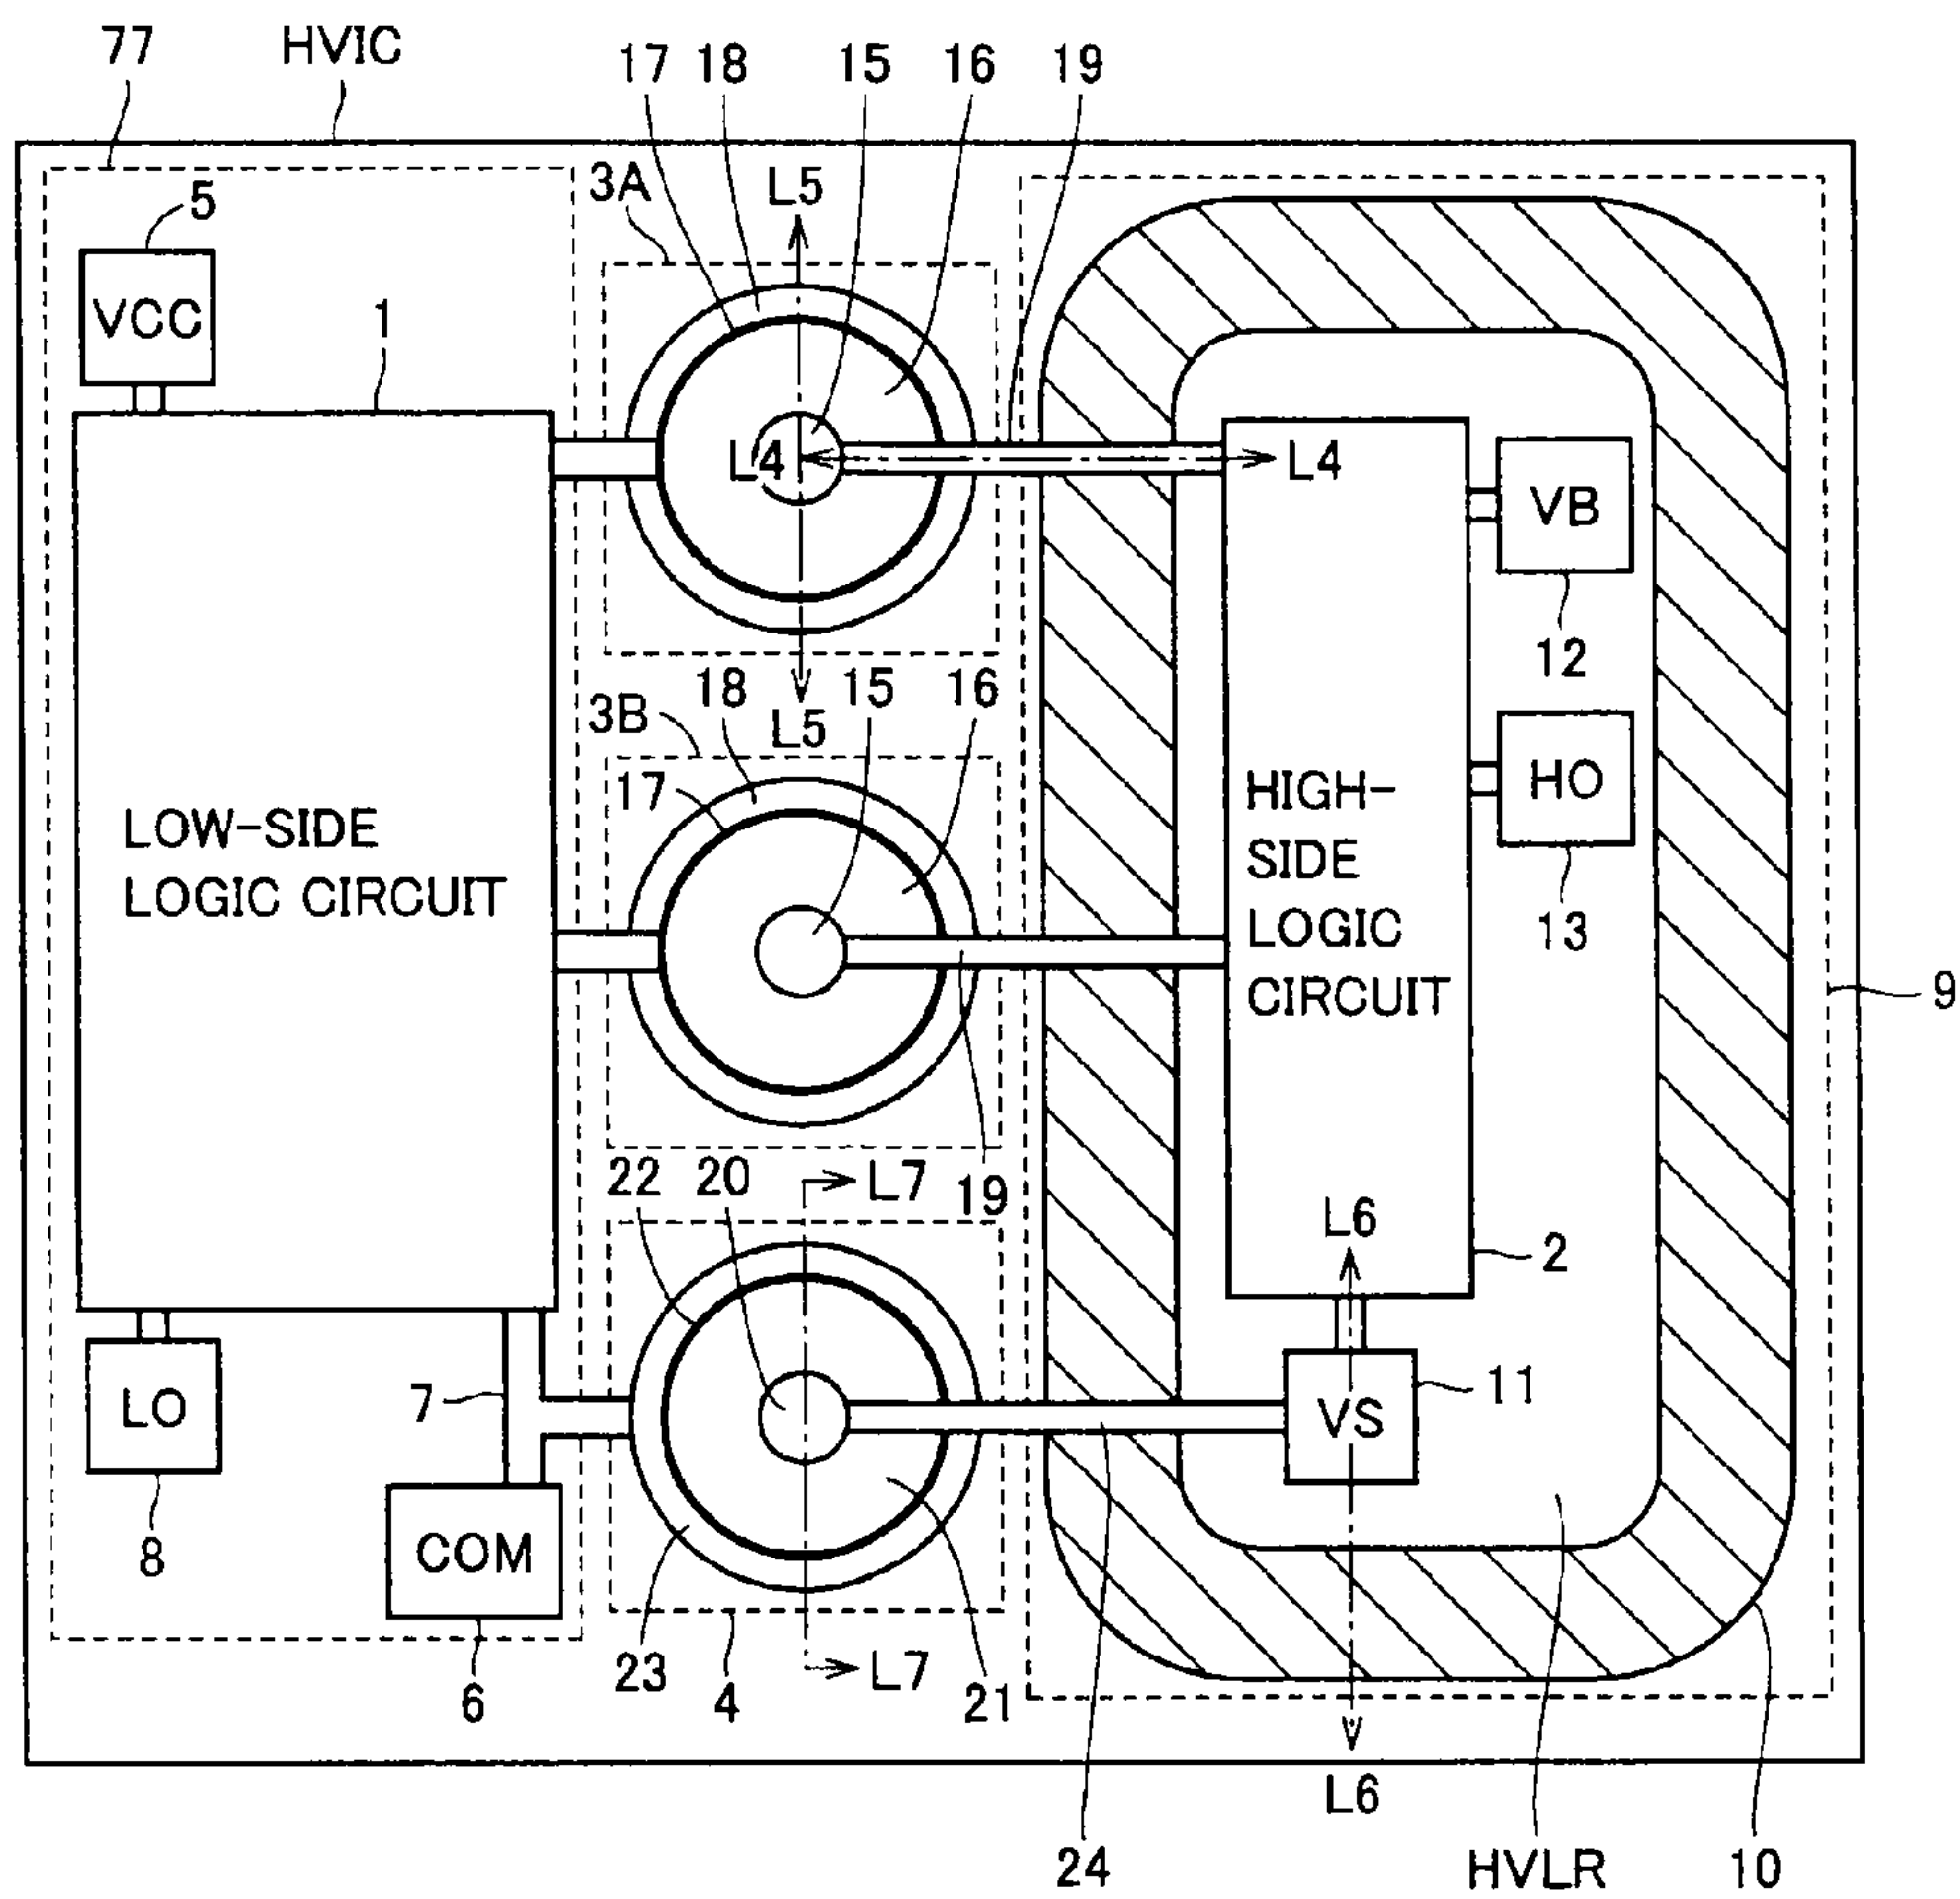 77
HVIC
17
18
15
16
19
5
3A
L5
VCC
1
L4
L4
VB
12
18
15
16
3B
L5
17
HO
LOW-SIDE
LOGIC CIRCUIT
HIGH-
SIDE
LOGIC
CIRCUIT
13
9
22
20
L7
19
L6
2
7
LO
VS
11
8
COM
23
L7
6
4
21
L6
24
HVLR
10